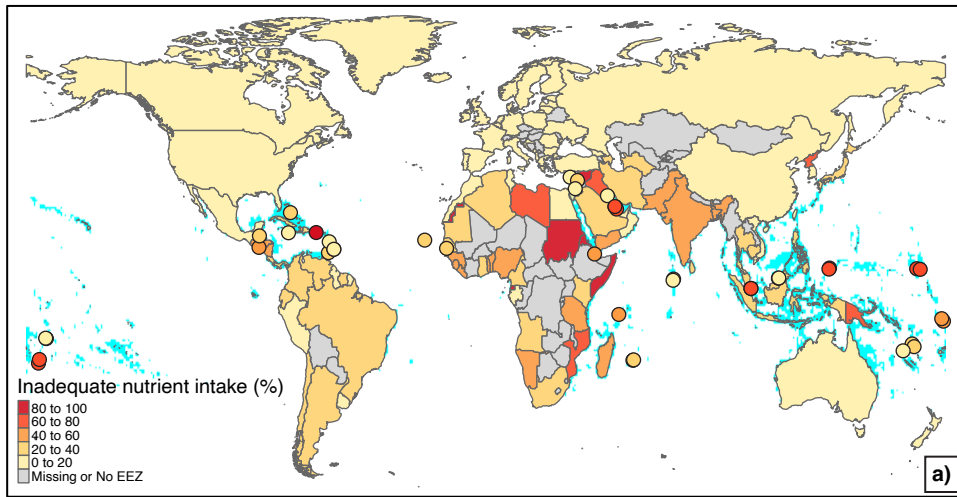 Inadequate nutrient intake (%)
80 to 100
60 to 80
40 to 60
20 to 40
0 to 20
Missing or No EEZ
a)